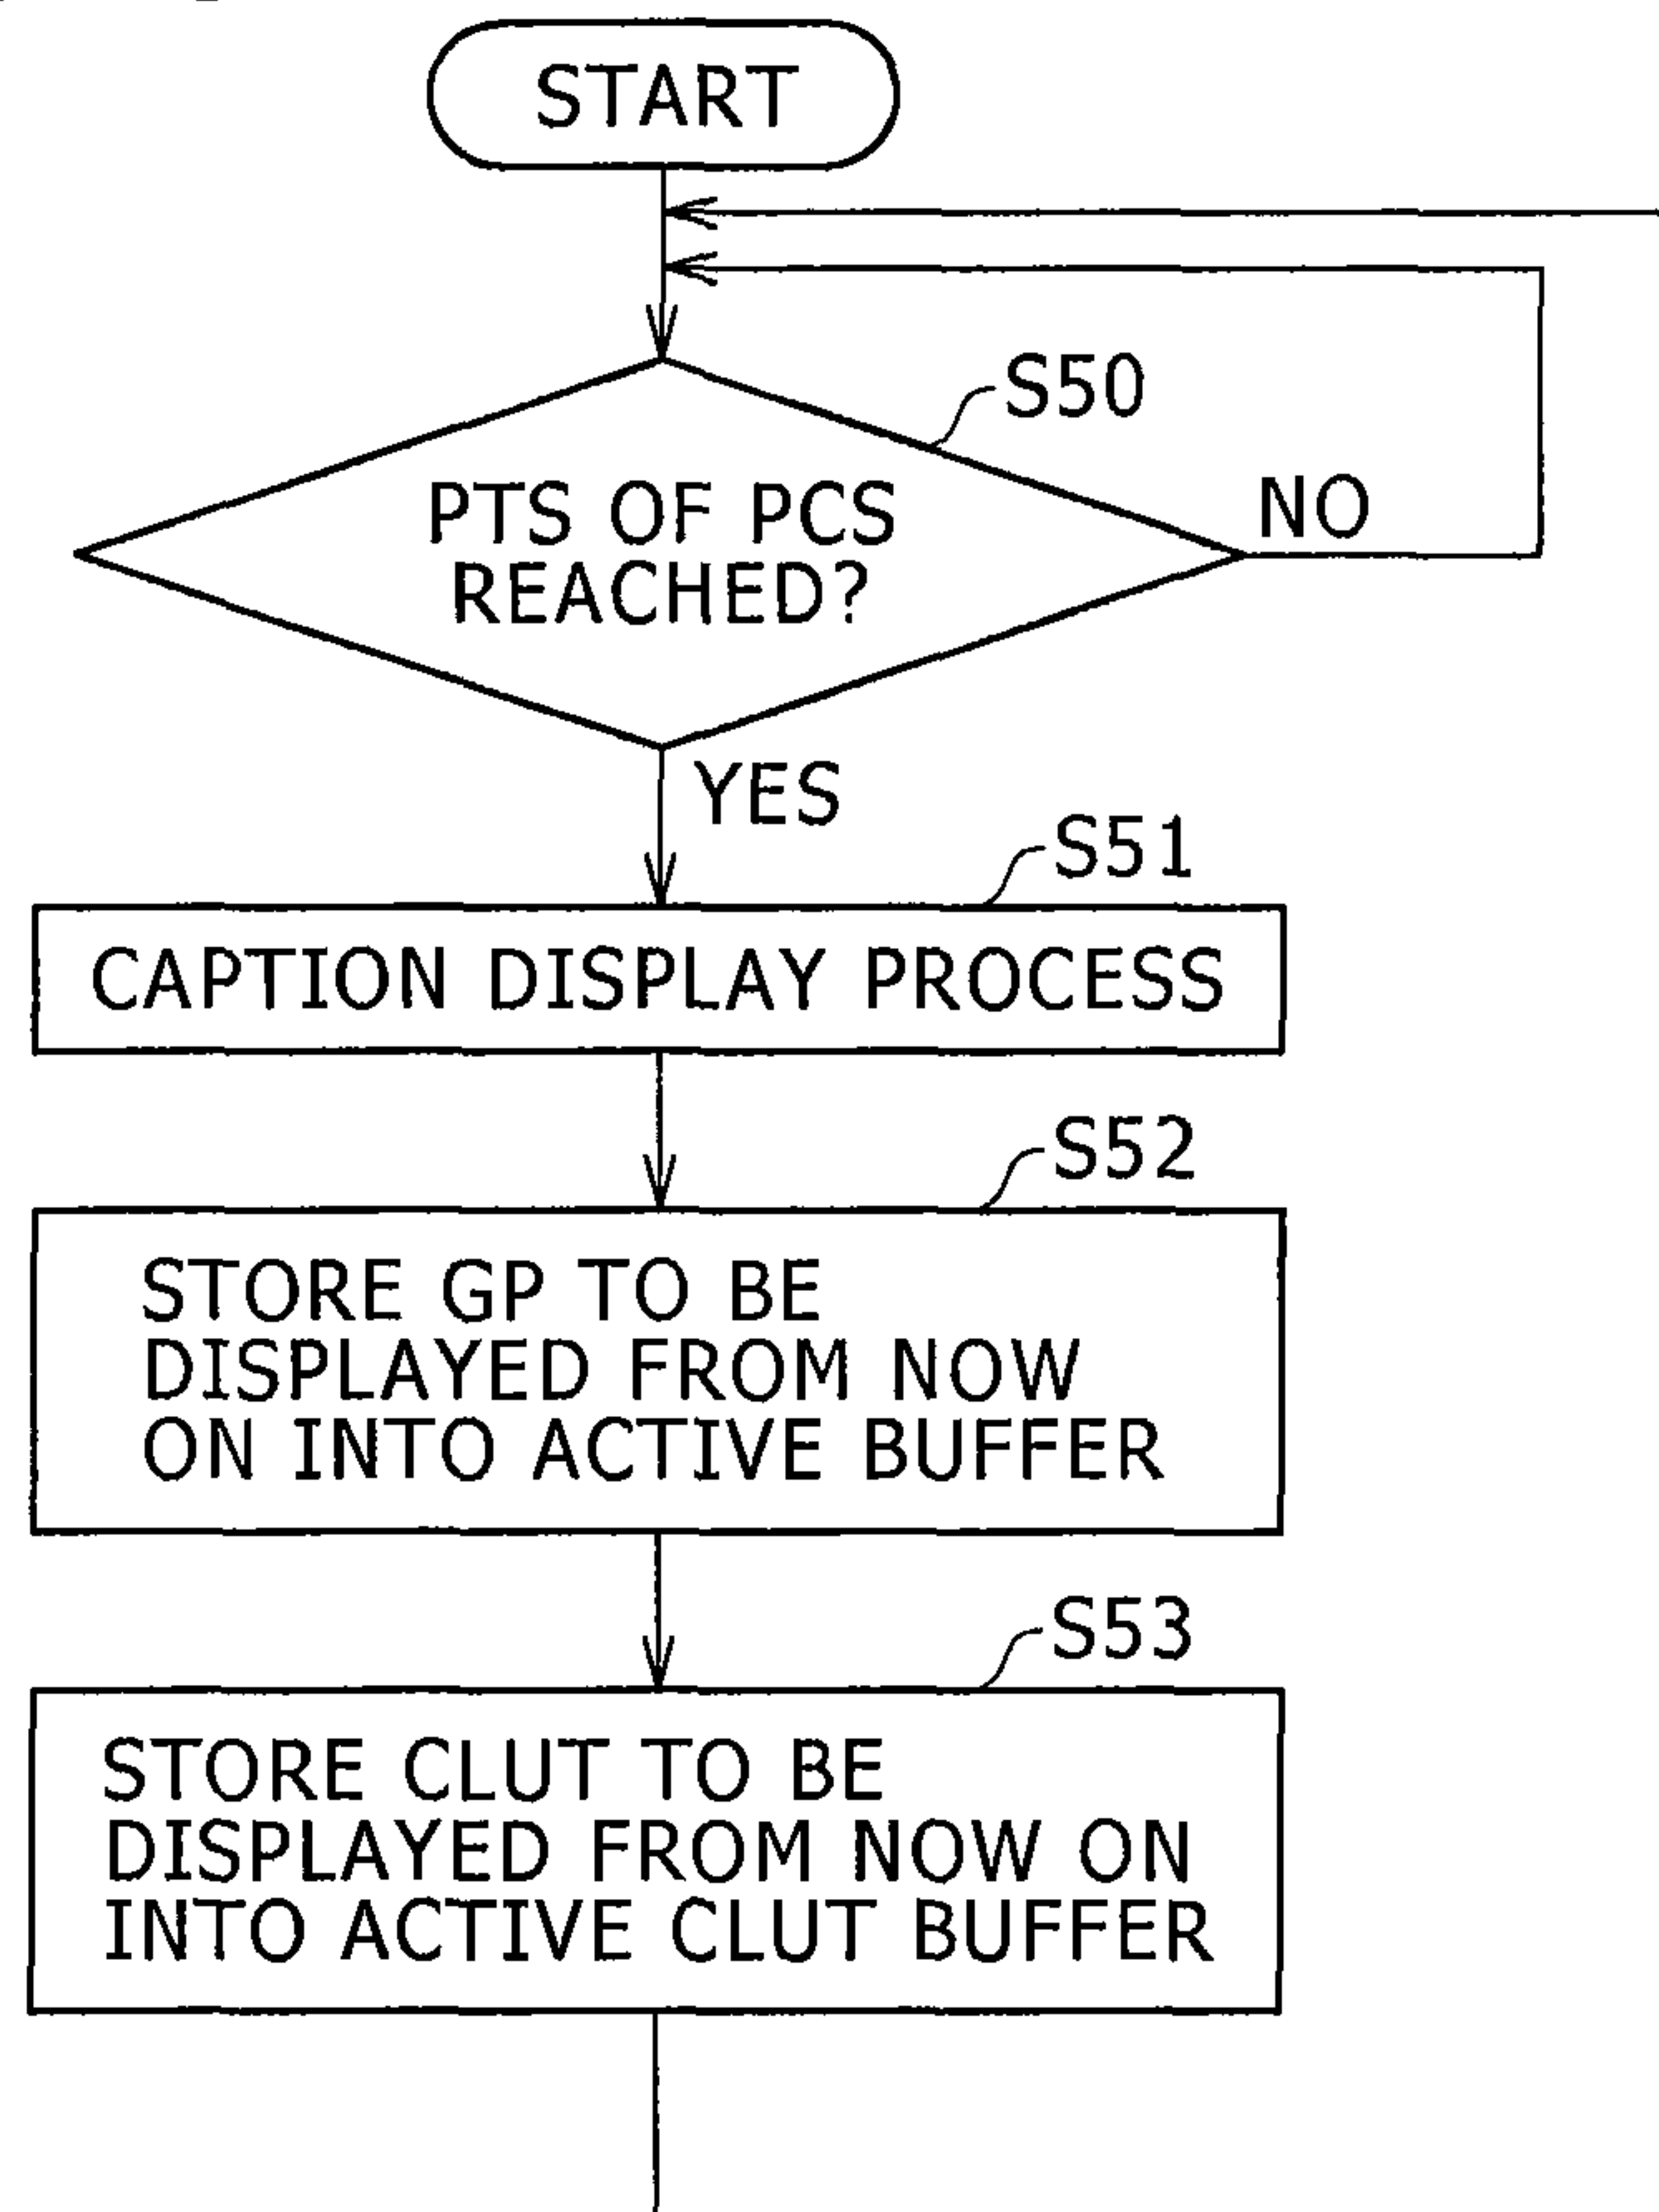 START
S50
PTS OF PCS
REACHED?
NO
YES
S51
CAPTION DISPLAY PROCESS
S52
STORE GP TO BE
DISPLAYED FROM NOW
ON INTO ACTIVE BUFFER
S53
STORE CLUT TO BE
DISPLAYED FROM NOW ON
INTO ACTIVE CLUT BUFFER